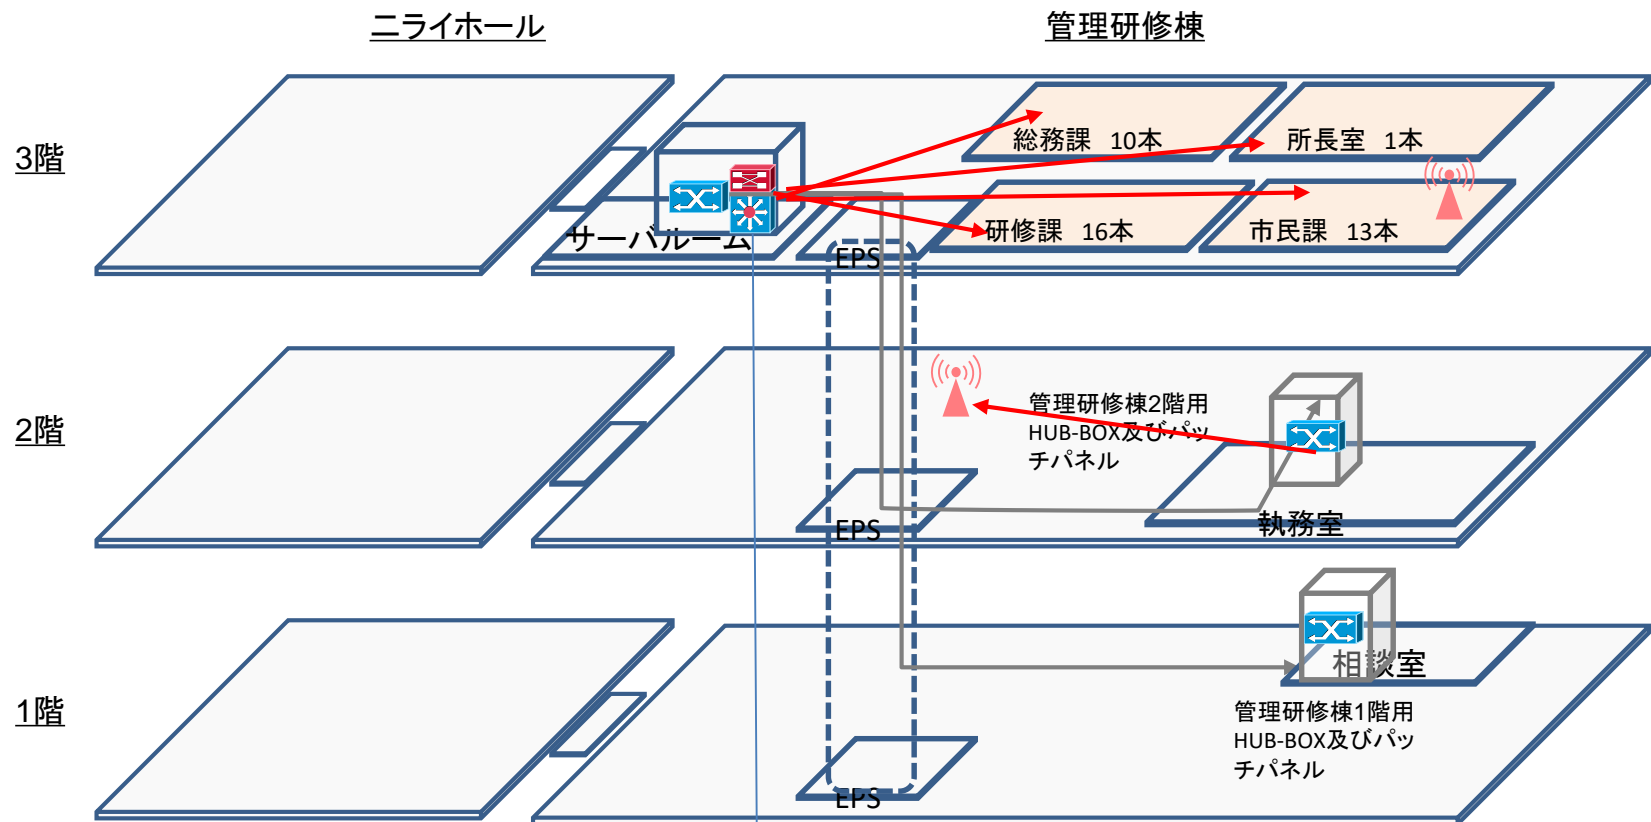 ニライホール
管理研修棟
3階
総務課 10本
所長室 1本
研修課 16本
市民課 13本
サーバルーム
EPS
2階
管理研修棟2階用
HUB-BOX及びパッ
チパネル
EPS
執務室
1階
相談室
管理研修棟1階用
HUB-BOX及びパッ
チパネル
EPS